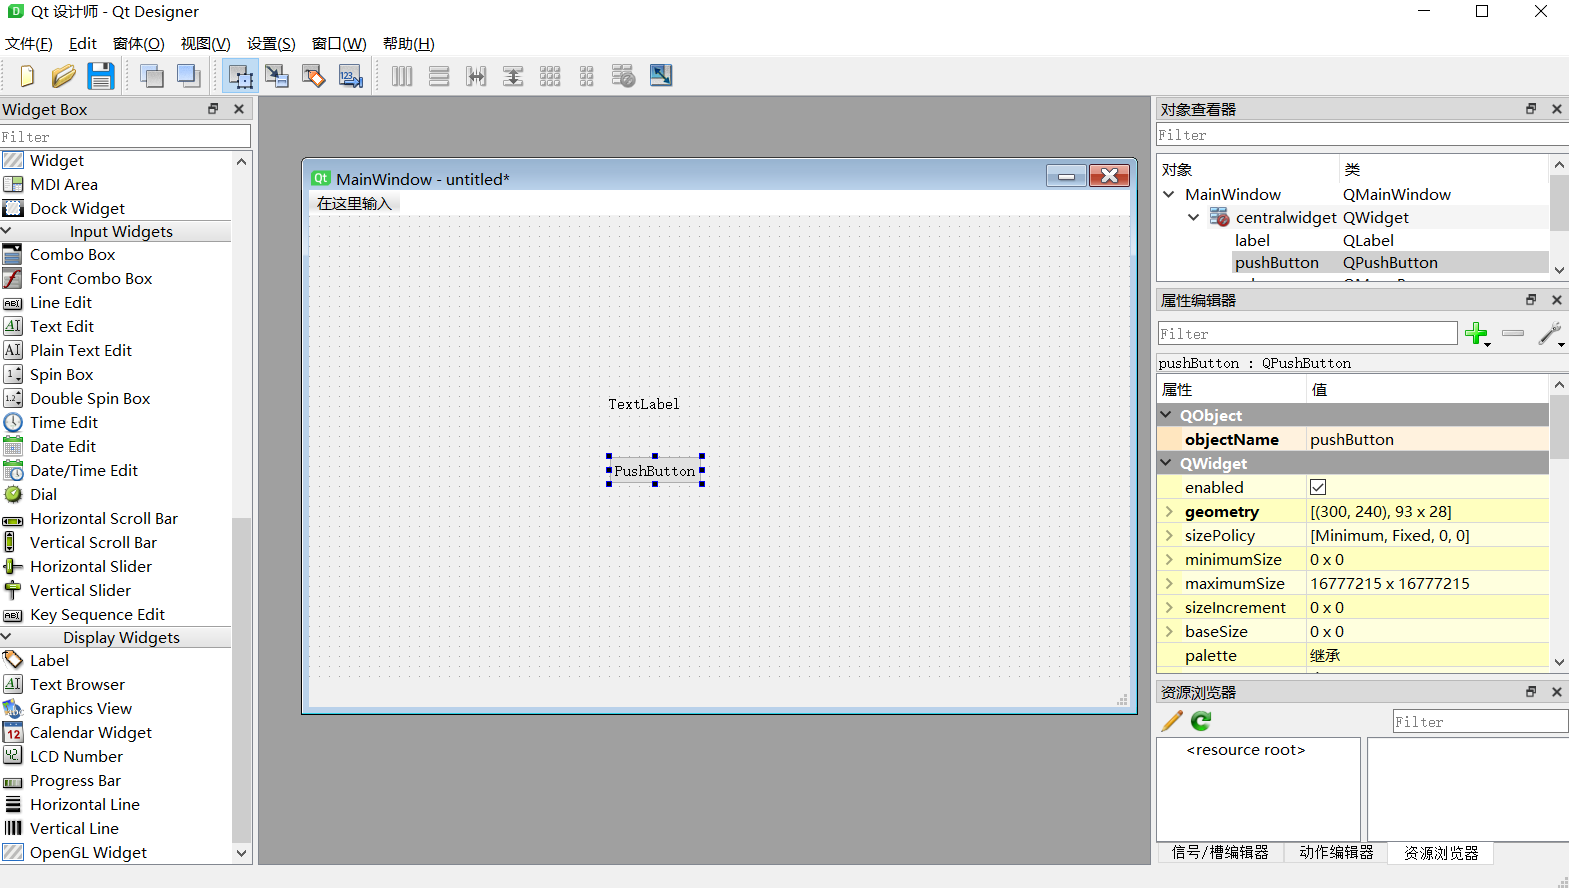 Qt 设计师 - Qt Designer
文件(F) Edit 窗体(O) 视图(V) 设置(S) 窗口(W) 帮助(H)
Widget Box
Filter
Widget
MDI Area
Dock Widget
Input Widgets
Combo Box
Font Combo Box
Line Edit
Text Edit
Plain Text Edit
Spin Box
Double Spin Box
Time Edit
Date Edit
Date/Time Edit
Dial
Horizontal Scroll Bar
Vertical Scroll Bar
Horizontal Slider
Vertical Slider
Key Sequence Edit
Display Widgets
Label
Text Browser
Graphics View
Calendar Widget
LCD Number
Progress Bar
Horizontal Line
Vertical Line
OpenGL Widget
MainWindow - untitled*
在这里输入
TextLabel
PushButton
对象查看器
Filter
对象 类
MainWindow QMainWindow
centralwidget QWidget
label QLabel
pushButton QPushButton
属性编辑器
Filter
pushButton : QPushButton
属性 值
QObject
objectName pushButton
QWidget
enabled
geometry [(300, 240), 93 x 28]
sizePolicy [Minimum, Fixed, 0, 0]
minimumSize 0 x 0
maximumSize 16777215 x 16777215
sizeIncrement 0 x 0
baseSize 0 x 0
palette 继承
资源浏览器
Filter
<resource root>
信号/槽编辑器 动作编辑器 资源浏览器